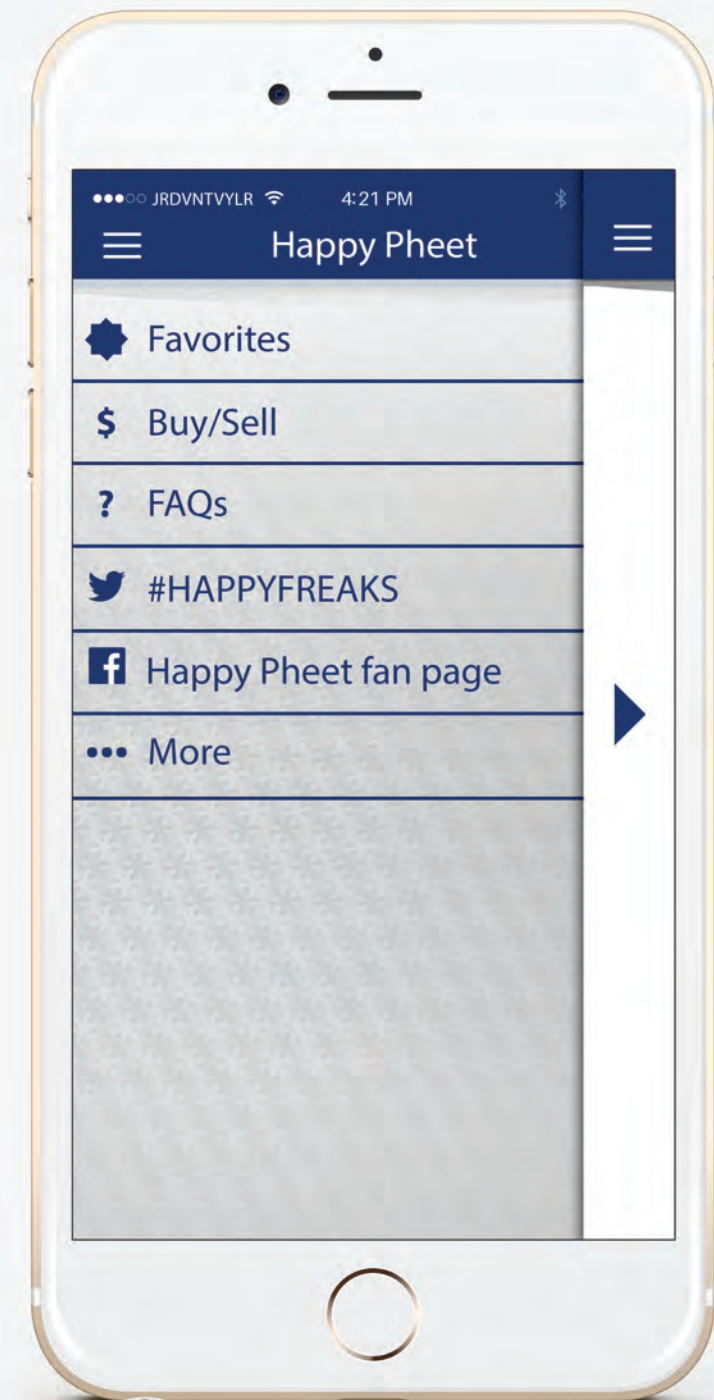 JRDVNTVYLR 4:21 PM
Happy Pheet
Favorites
$ Buy/Sell
? FAQs
#HAPPYFREAKS
f Happy Pheet fan page
••• More